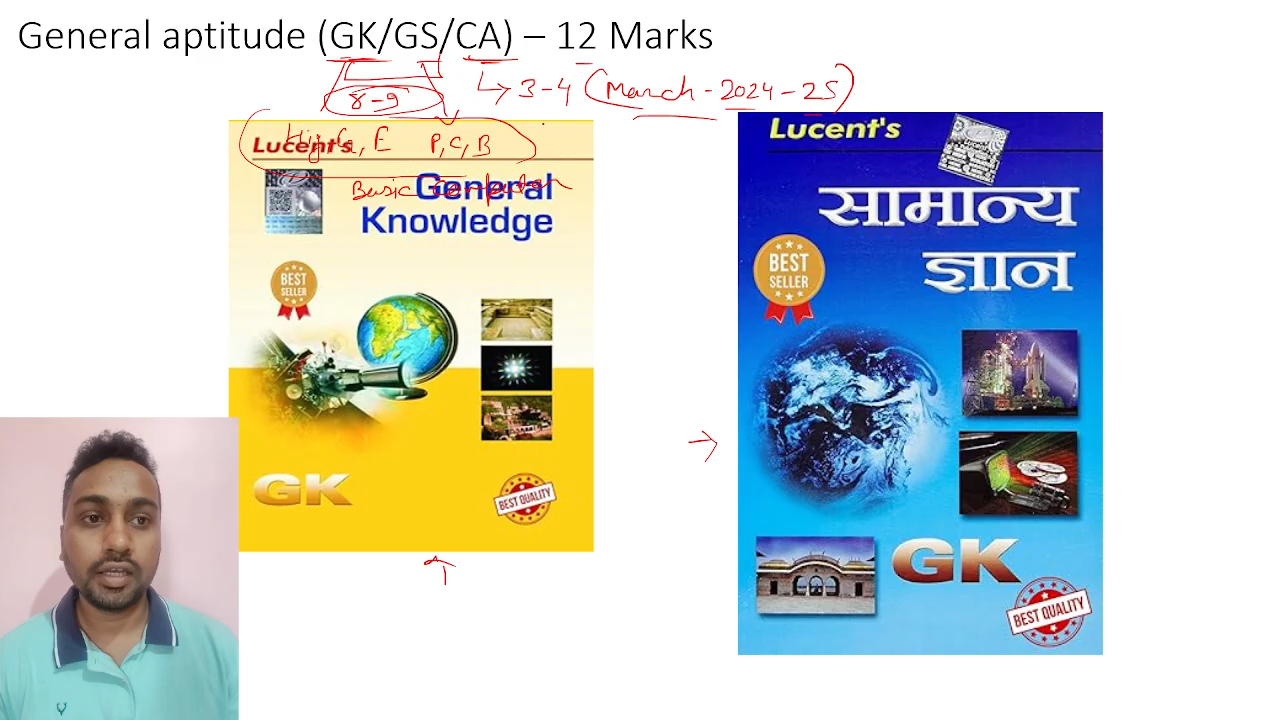 General aptitude (GK/GS/CA) – 12 Marks
8-9
3-4 (March-2024-25)
G, E P, C, B
Basic Computer
Lucent's
General
Knowledge
BEST
SELLER
GK
BEST QUALITY
Lucent's
सामान्य
ज्ञान
BEST
SELLER
GK
BEST QUALITY